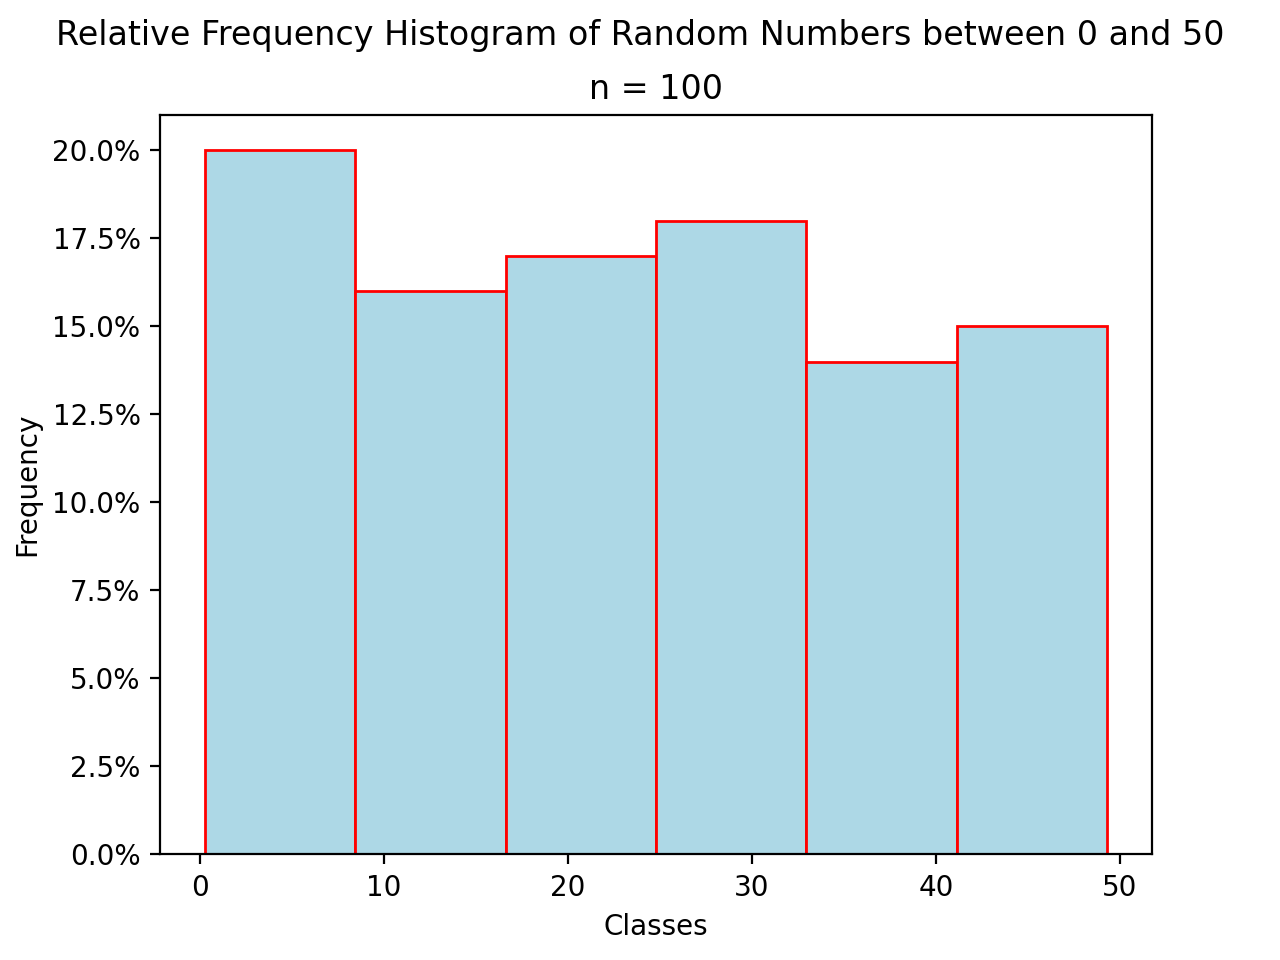 Relative Frequency Histogram of Random Numbers between 0 and 50
n = 100
20.0%
17.5%
15.0%
12.5%
10.0%
7.5%
5.0%
2.5%
0.0%
Frequency
0 10 20 30 40 50
Classes